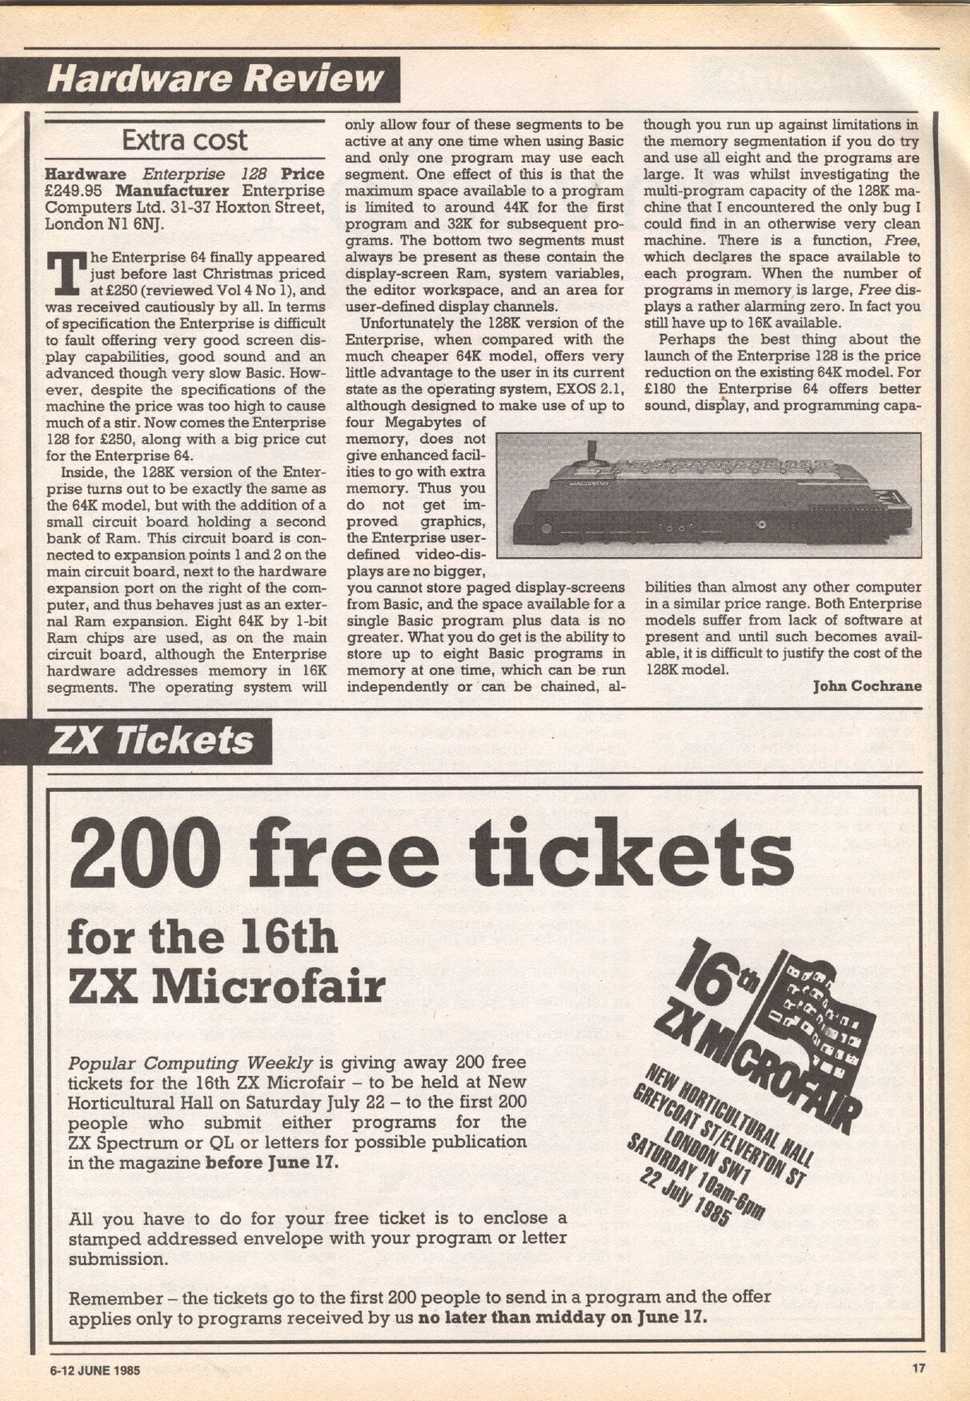 Hardware Review
Extra cost
Hardware Enterprise 128 Price
£249.95 Manufacturer Enterprise
Computers Ltd. 31-37 Hoxton Street,
London N1 6NJ.
The Enterprise 64 finally appeared
just before last Christmas priced
at £250 (reviewed Vol 4 No 1), and
was received cautiously by all. In terms
of specification the Enterprise is difficult
to fault offering very good screen dis-
play capabilities, good sound and an
advanced though very slow Basic. How-
ever, despite the specifications of the
machine the price was too high to cause
much of a stir. Now comes the Enterprise
128 for £250, along with a big price cut
for the Enterprise 64.
Inside, the 128K version of the Enter-
prise turns out to be exactly the same as
the 64K model, but with the addition of a
small circuit board holding a second
bank of Ram. This circuit board is con-
nected to expansion points 1 and 2 on the
main circuit board, next to the hardware
expansion port on the right of the com-
puter, and thus behaves just as an exter-
nal Ram expansion. Eight 64K by 1-bit
Ram chips are used, as on the main
circuit board, although the Enterprise
hardware addresses memory in 16K
segments. The operating system will
only allow four of these segments to be
active at any one time when using Basic
and only one program may use each
segment. One effect of this is that the
maximum space available to a program
is limited to around 44K for the first
program and 32K for subsequent pro-
grams. The bottom two segments must
always be present as these contain the
display-screen Ram, system variables,
the editor workspace, and an area for
user-defined display channels.
Unfortunately the 128K version of the
Enterprise, when compared with the
much cheaper 64K model, offers very
little advantage to the user in its current
state as the operating system, EXOS 2.1,
although designed to make use of up to
four Megabytes of
memory, does not
give enhanced facil-
ities to go with extra
memory. Thus you
do not get im-
proved graphics,
the Enterprise user-
defined video-dis-
plays are no bigger,
you cannot store paged display-screens
from Basic, and the space available for a
single Basic program plus data is no
greater. What you do get is the ability to
store up to eight Basic programs in
memory at one time, which can be run
independently or can be chained, al-
though you run up against limitations in
the memory segmentation if you do try
and use all eight and the programs are
large. It was whilst investigating the
multi-program capacity of the 128K ma-
chine that I encountered the only bug I
could find in an otherwise very clean
machine. There is a function, Free,
which declares the space available to
each program. When the number of
programs in memory is large, Free dis-
plays a rather alarming zero. In fact you
still have up to 16K available.
Perhaps the best thing about the
launch of the Enterprise 128 is the price
reduction on the existing 64K model. For
£180 the Enterprise 64 offers better
sound, display, and programming capa-
bilities than almost any other computer
in a similar price range. Both Enterprise
models suffer from lack of software at
present and until such becomes avail-
able, it is difficult to justify the cost of the
128K model.
John Cochrane
ZX Tickets
200 free tickets
for the 16th
ZX Microfair
Popular Computing Weekly is giving away 200 free
tickets for the 16th ZX Microfair – to be held at New
Horticultural Hall on Saturday July 22 – to the first 200
people who submit either programs for the
ZX Spectrum or QL or letters for possible publication
in the magazine before June 17.
All you have to do for your free ticket is to enclose a
stamped addressed envelope with your program or letter
submission.
Remember – the tickets go to the first 200 people to send in a program and the offer
applies only to programs received by us no later than midday on June 17.
16th
ZX MICROFAIR
NEW HORTICULTURAL HALL
GREYCOAT ST/ELVERTON ST
LONDON SW1
SATURDAY 10am-6pm
22 July 1985
6-12 JUNE 1985
17